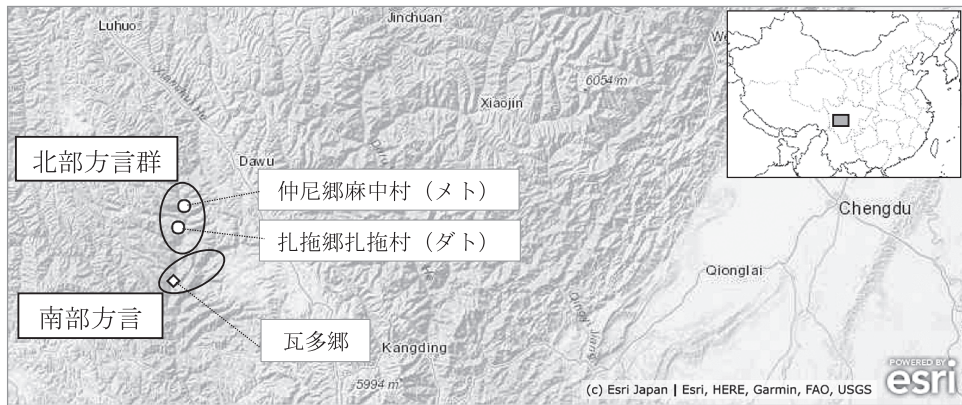 Luhuo
Jinchuan
We
6054 m
Xianshui He
Xiaojin
北部方言群
Dawu
仲尼郷麻中村（メト）
扎拖郷扎拖村（ダト）
Chengdu
Qionglai
南部方言
瓦多郷
Kangding
5994 m
POWERED BY
esri
(c) Esri Japan | Esri, HERE, Garmin, FAO, USGS